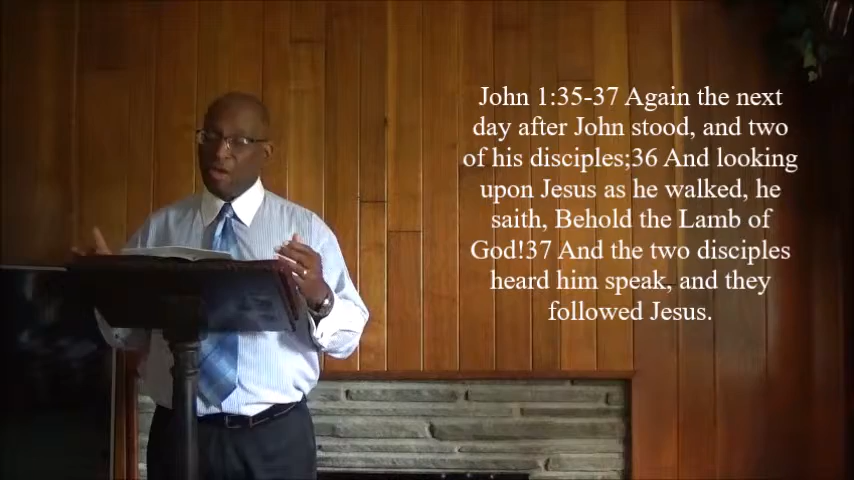 John 1:35-37 Again the next
day after John stood, and two
of his disciples;36 And looking
upon Jesus as he walked, he
saith, Behold the Lamb of
God!37 And the two disciples
heard him speak, and they
followed Jesus.